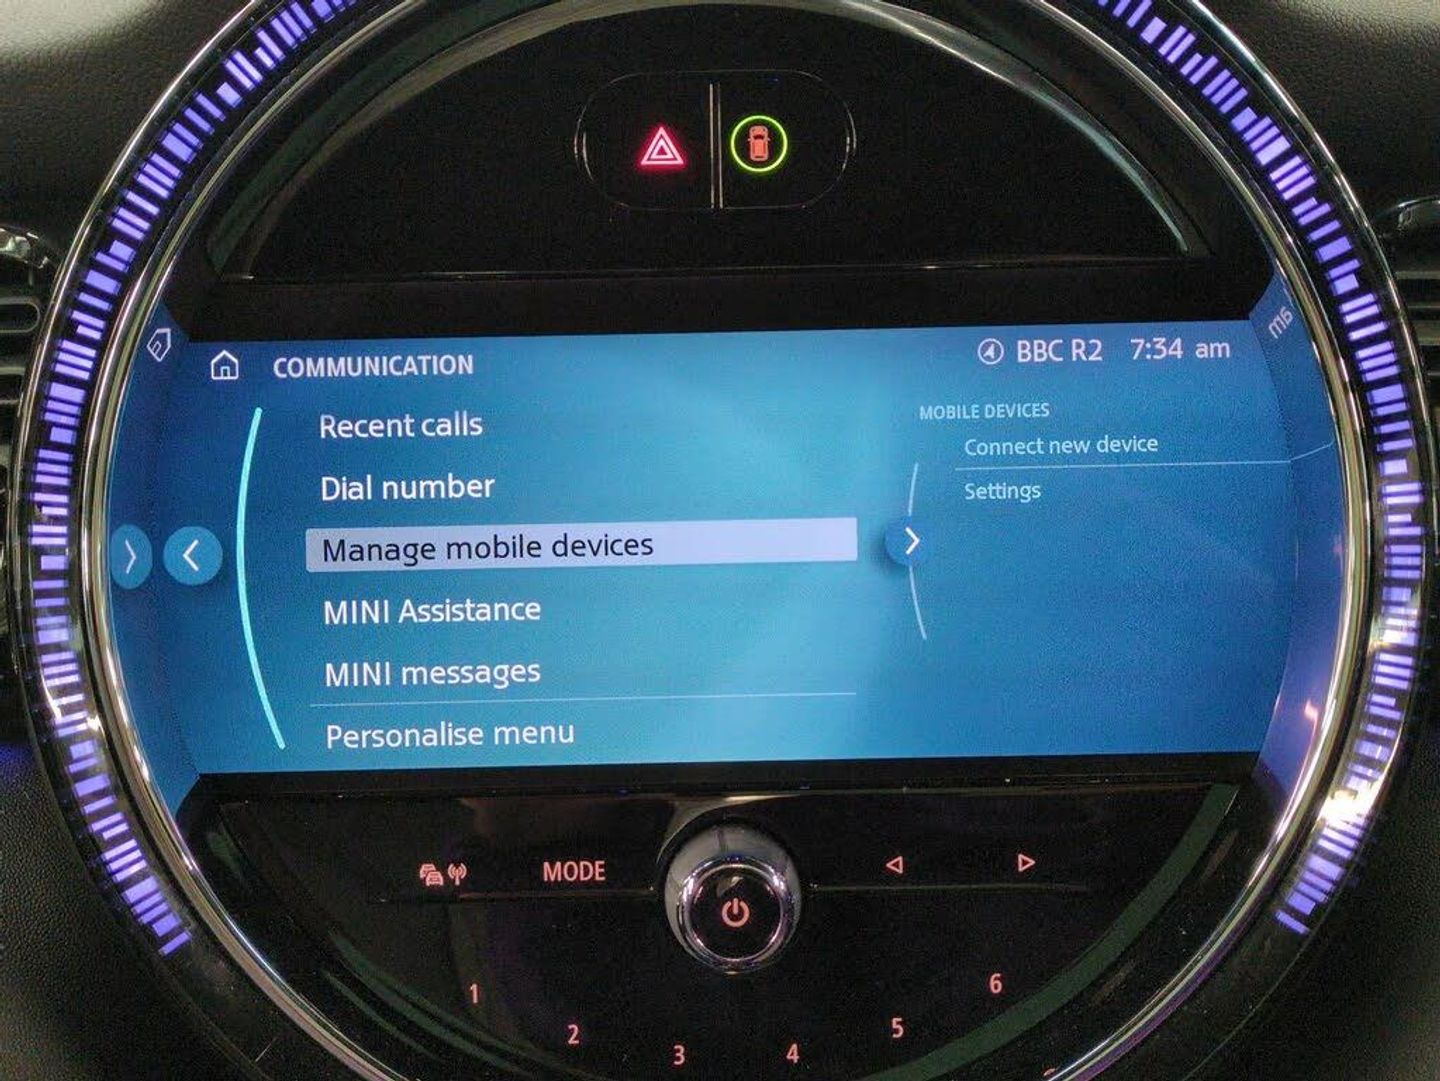 COMMUNICATION
BBC R2 7:34 am
Recent calls
Dial number
Manage mobile devices
MINI Assistance
MINI messages
Personalise menu
MOBILE DEVICES
Connect new device
Settings
MODE
1
2
3
4
5
6